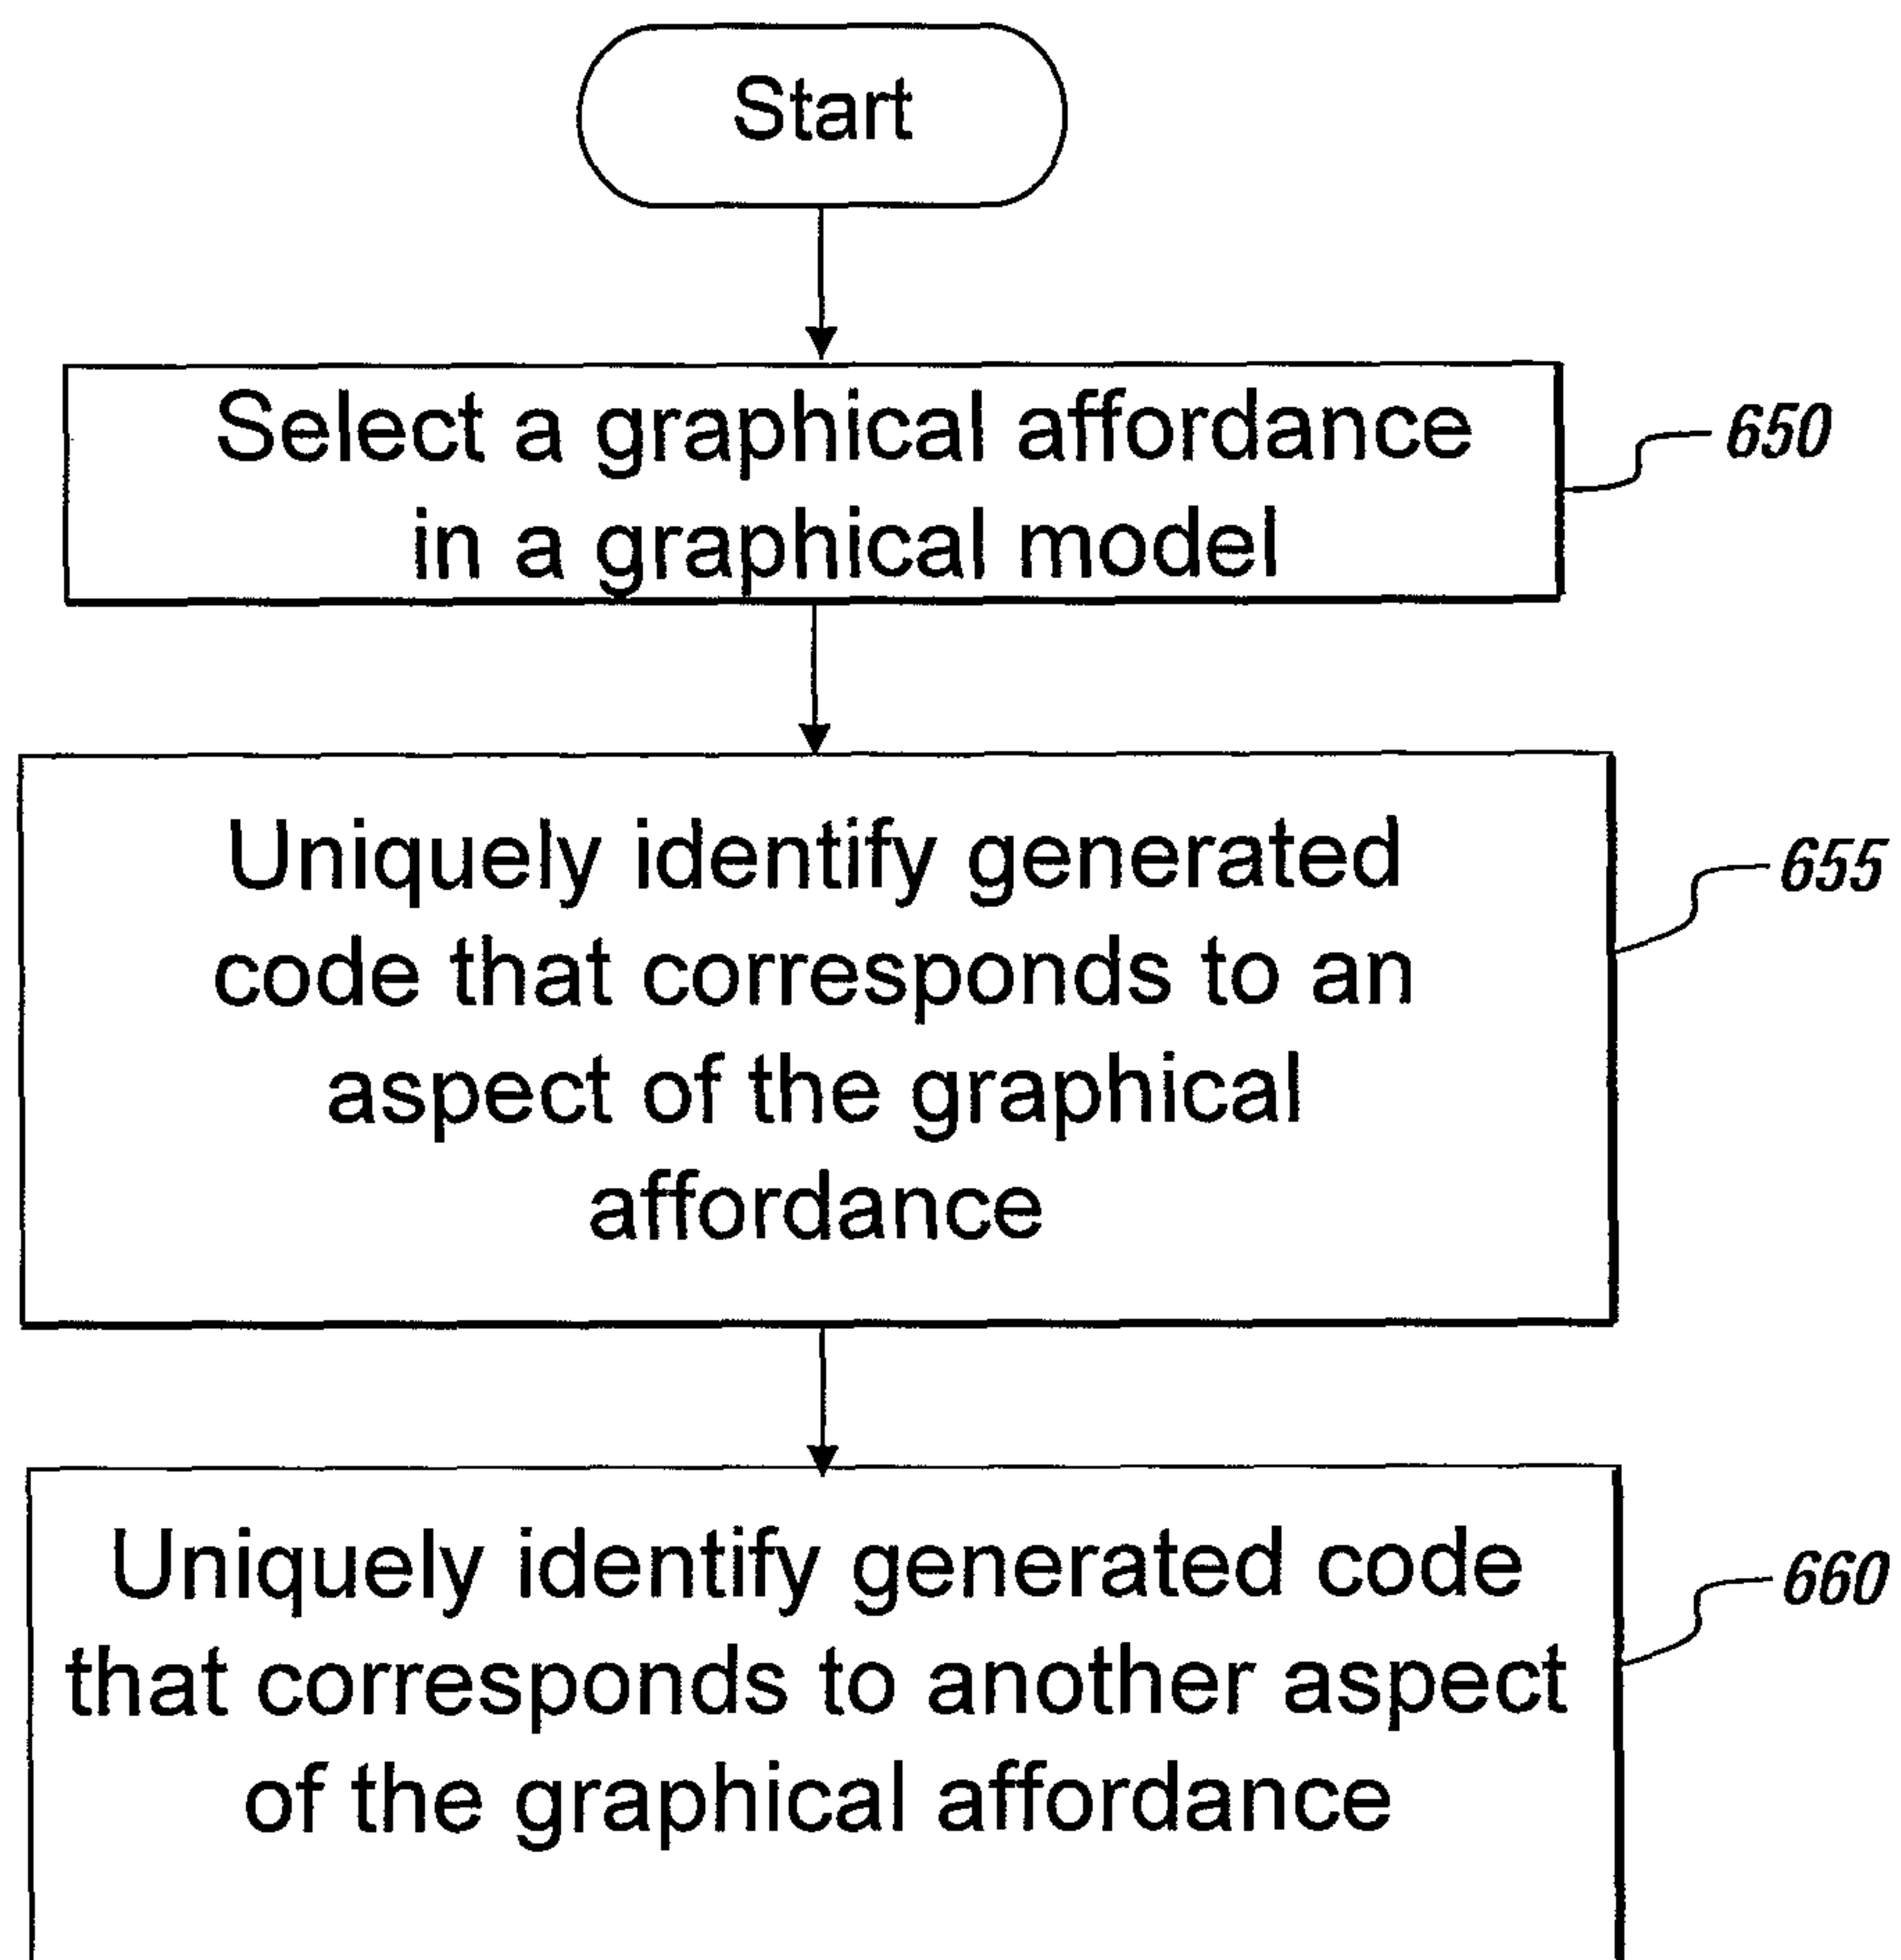 Start
Select a graphical affordance
in a graphical model
650
Uniquely identify generated
code that corresponds to an
aspect of the graphical
affordance
655
Uniquely identify generated code
that corresponds to another aspect
of the graphical affordance
660